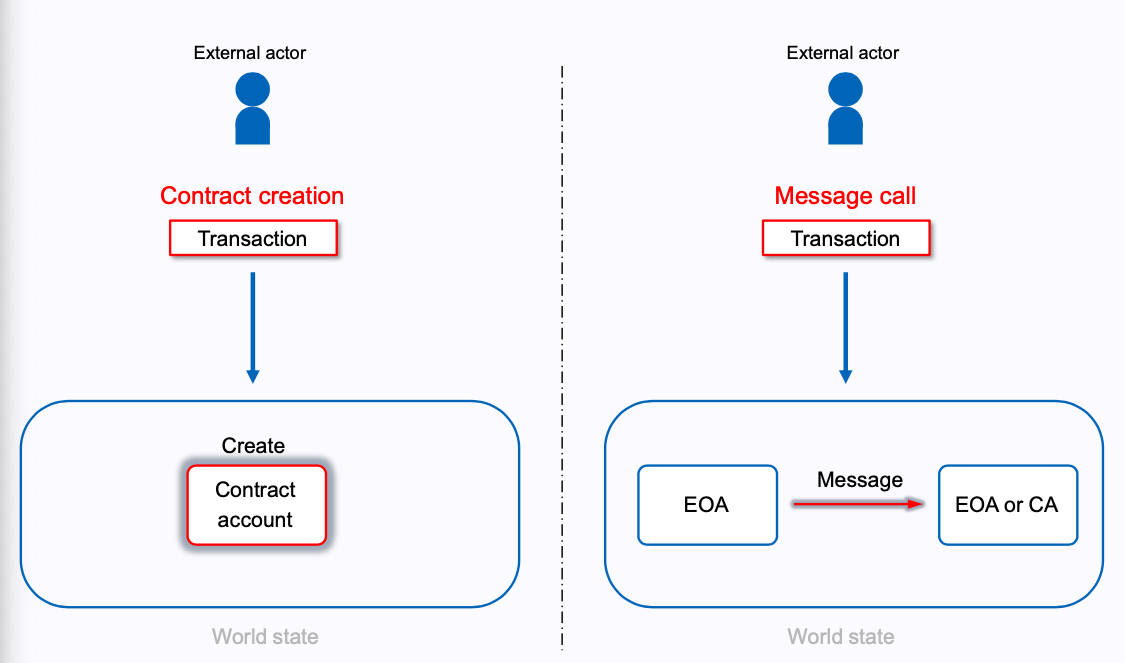 External actor
Contract creation
Transaction
Create
Contract
account
World state
External actor
Message call
Transaction
EOA
Message
EOA or CA
World state